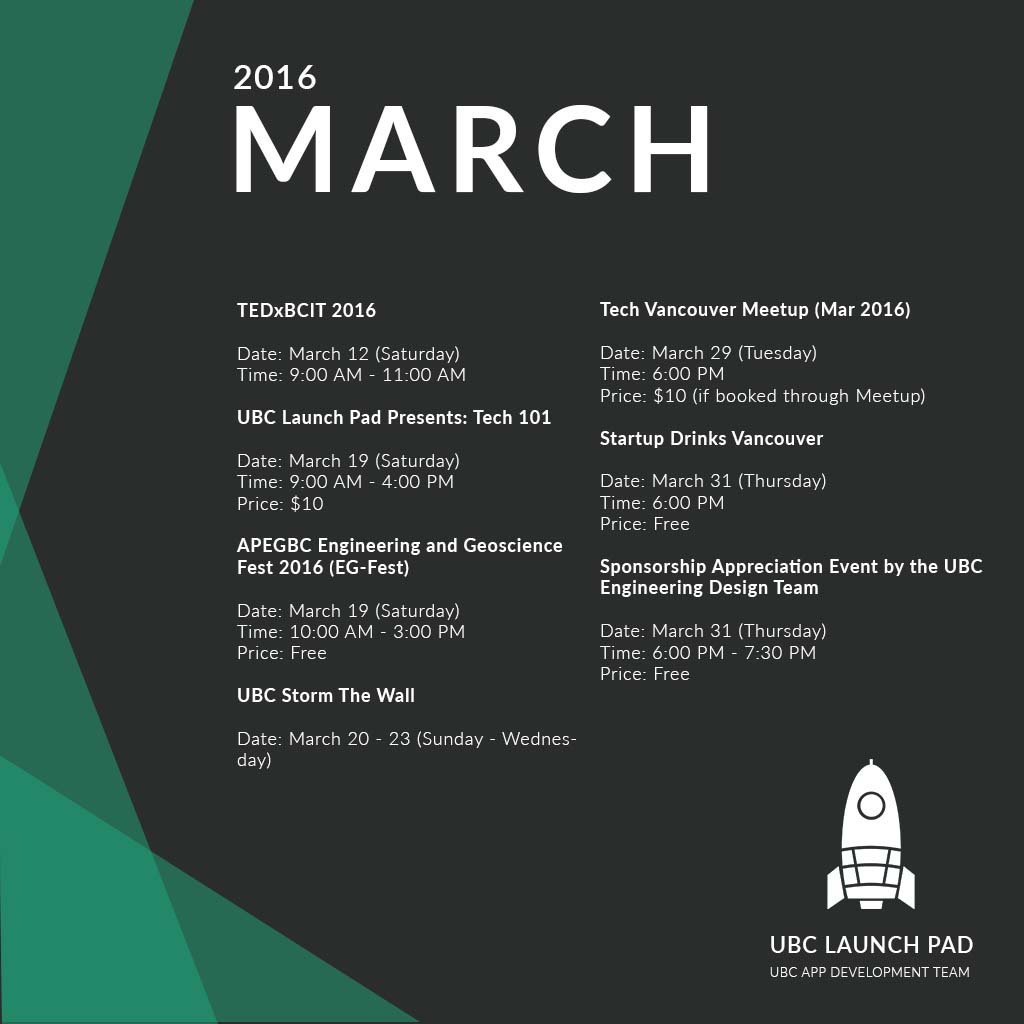 2016
MARCH
TEDxBCIT 2016
Date: March 12 (Saturday)
Time: 9:00 AM - 11:00 AM
UBC Launch Pad Presents: Tech 101
Date: March 19 (Saturday)
Time: 9:00 AM - 4:00 PM
Price: $10
APEGBC Engineering and Geoscience
Fest 2016 (EG-Fest)
Date: March 19 (Saturday)
Time: 10:00 AM - 3:00 PM
Price: Free
UBC Storm The Wall
Date: March 20 - 23 (Sunday - Wednes-
day)
Tech Vancouver Meetup (Mar 2016)
Date: March 29 (Tuesday)
Time: 6:00 PM
Price: $10 (if booked through Meetup)
Startup Drinks Vancouver
Date: March 31 (Thursday)
Time: 6:00 PM
Price: Free
Sponsorship Appreciation Event by the UBC
Engineering Design Team
Date: March 31 (Thursday)
Time: 6:00 PM - 7:30 PM
Price: Free
UBC LAUNCH PAD
UBC APP DEVELOPMENT TEAM